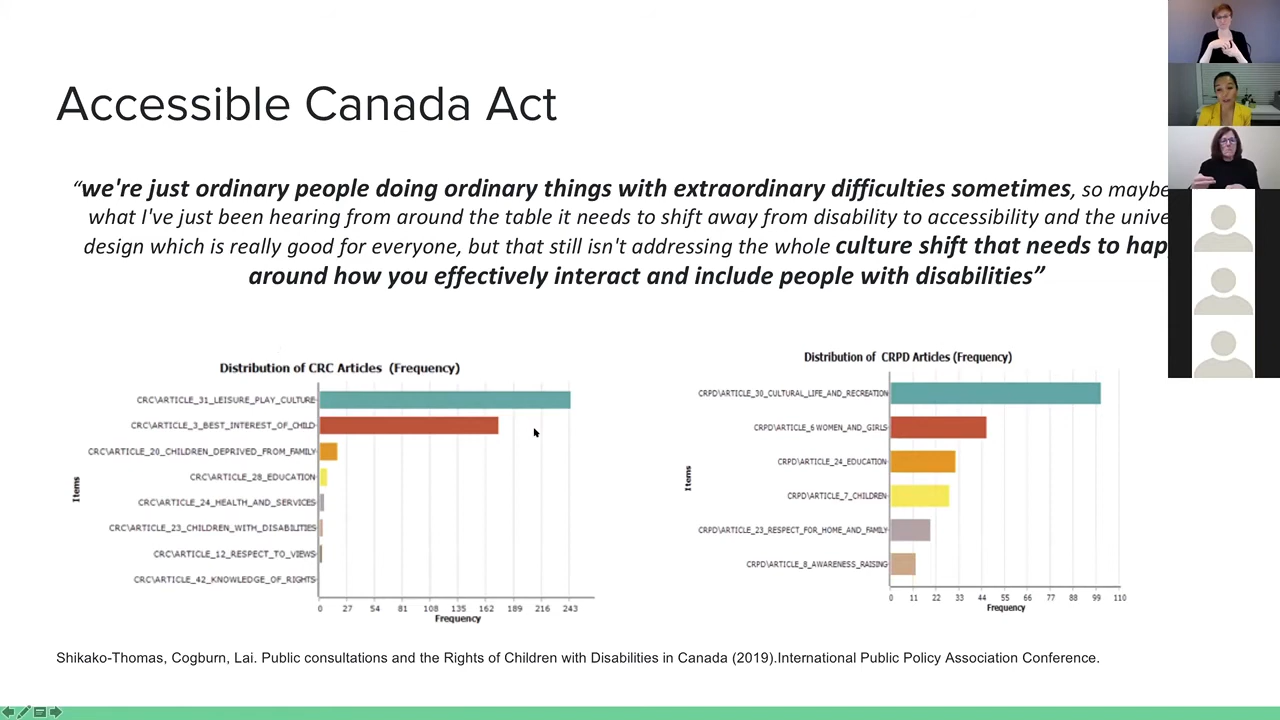 Accessible Canada Act
“we're just ordinary people doing ordinary things with extraordinary difficulties sometimes, so maybe
what I've just been hearing from around the table it needs to shift away from disability to accessibility and the
design which is really good for everyone, but that still isn't addressing the whole culture shift that needs to
around how you effectively interact and include people with disabilities”
Distribution of CRC Articles (Frequency)
Items
CRC\ARTICLE_31_LEISURE_PLAY_CULTURE
CRC\ARTICLE_3_BEST_INTEREST_OF_CHILD
CRC\ARTICLE_20_CHILDREN_DEPRIVED_FROM_FAMILY
CRC\ARTICLE_28_EDUCATION
CRC\ARTICLE_24_HEALTH_AND_SERVICES
CRC\ARTICLE_23_CHILDREN_WITH_DISABILITIES
CRC\ARTICLE_12_RESPECT_TO_VIEWS
CRC\ARTICLE_42_KNOWLEDGE_OF_RIGHTS
0 27 54 81 108 135 162 189 216 243
Frequency
Distribution of CRPD Articles (Frequency)
Items
CRPD\ARTICLE_30_CULTURAL_LIFE_AND_RECREATION
CRPD\ARTICLE_6 WOMEN_AND_GIRLS
CRPD\ARTICLE_24_EDUCATION
CRPD\ARTICLE_7_CHILDREN
CRPD\ARTICLE_23_RESPECT_FOR_HOME_AND_FAMILY
CRPD\ARTICLE_8_AWARENESS_RAISING
0 11 22 33 44 55 66 77 88 99 110
Frequency
Shikako-Thomas, Cogburn, Lai. Public consultations and the Rights of Children with Disabilities in Canada (2019).International Public Policy Association Conference.